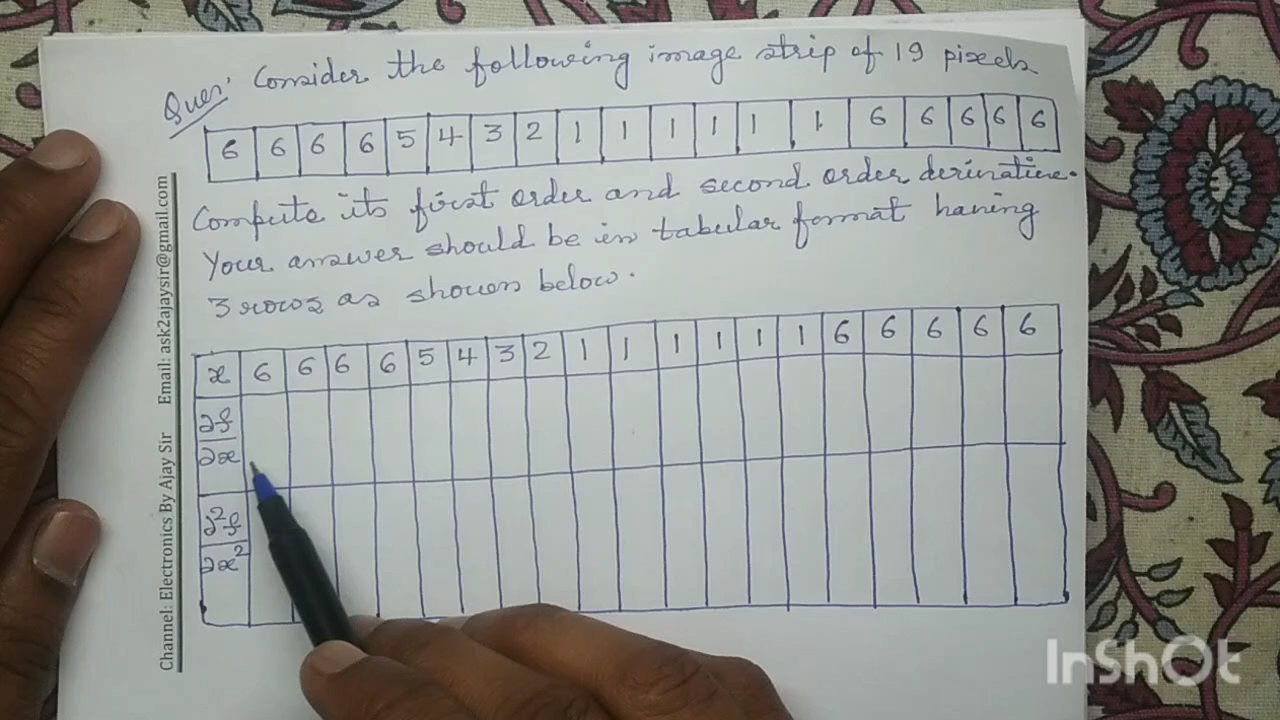 Ques' Consider the following image strip of 19 pixels
6 6 6 6 5 4 3 2 1 1 1 1 1 1 6 6 6 6 6
Compute its first order and second order derivative.
Your answer should be in tabular format having
3 rows as shown below.
x 6 6 6 6 5 4 3 2 1 1 1 1 1 1 6 6 6 6 6
∂f
∂x
∂²f
∂x²
Channel: Electronics By Ajay Sir Email: ask2ajaysir@gmail.com
InShOt